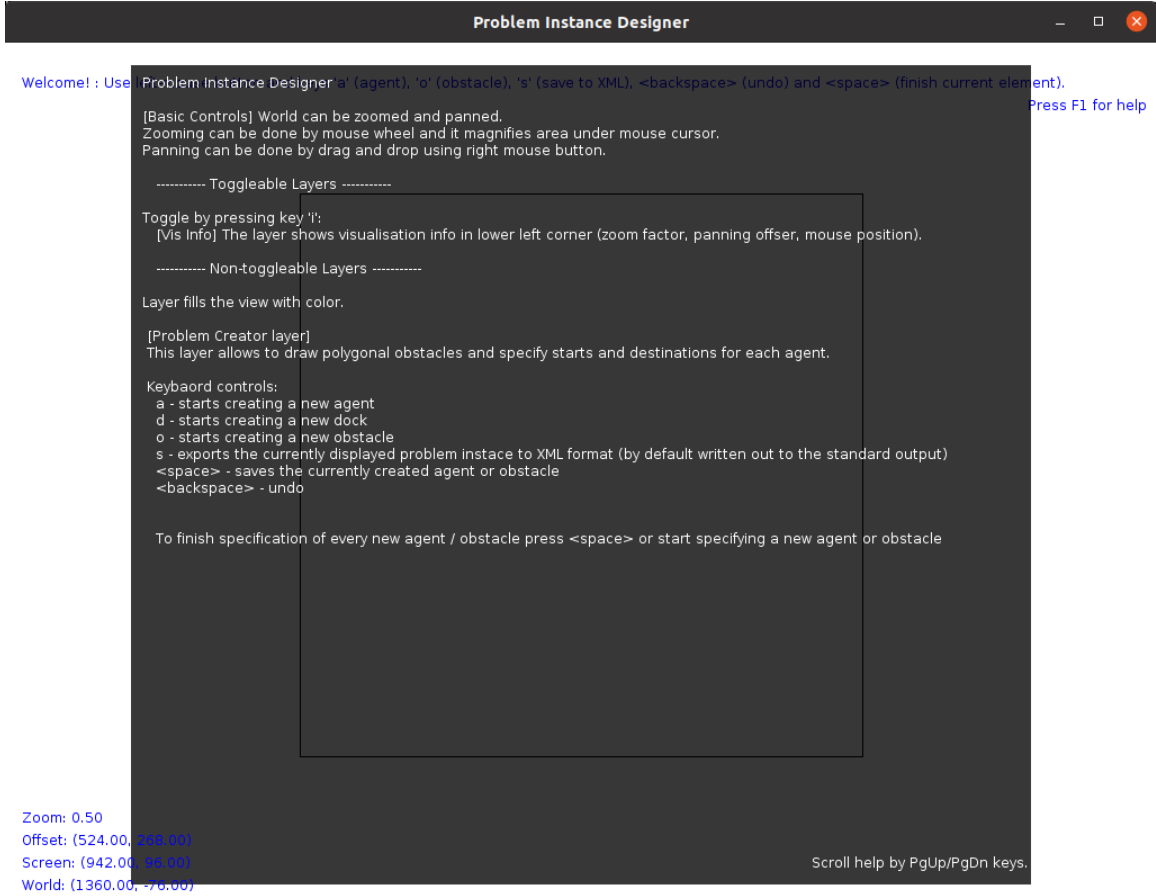 Problem Instance Designer
Welcome! : Use 'a' (agent), 'o' (obstacle), 's' (save to XML), <backspace> (undo) and <space> (finish current element).
Problem Instance Designer
Press F1 for help
[Basic Controls] World can be zoomed and panned.
Zooming can be done by mouse wheel and it magnifies area under mouse cursor.
Panning can be done by drag and drop using right mouse button.
----------- Toggleable Layers -----------
Toggle by pressing key 'i':
[Vis Info] The layer shows visualisation info in lower left corner (zoom factor, panning offser, mouse position).
----------- Non-toggleable Layers -----------
Layer fills the view with color.
[Problem Creator layer]
This layer allows to draw polygonal obstacles and specify starts and destinations for each agent.
Keybaord controls:
a - starts creating a new agent
d - starts creating a new dock
o - starts creating a new obstacle
s - exports the currently displayed problem instace to XML format (by default written out to the standard output)
<space> - saves the currently created agent or obstacle
<backspace> - undo
To finish specification of every new agent / obstacle press <space> or start specifying a new agent or obstacle
Zoom: 0.50
Offset: (524.00, 268.00)
Screen: (942.00, 96.00)
Scroll help by PgUp/PgDn keys.
World: (1360.00, -76.00)